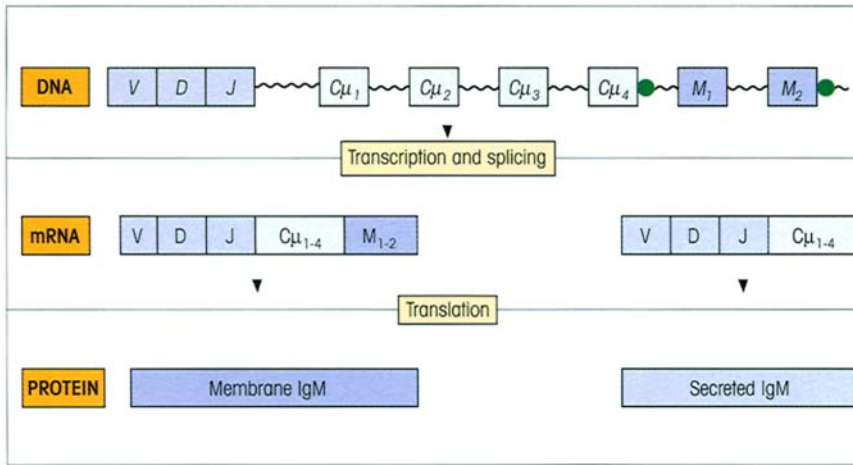 DNA
V D J Cμ1 Cμ2 Cμ3 Cμ4 M1 M2
Transcription and splicing
mRNA
V D J Cμ1-4 M1-2
V D J Cμ1-4
Translation
PROTEIN
Membrane IgM
Secreted IgM